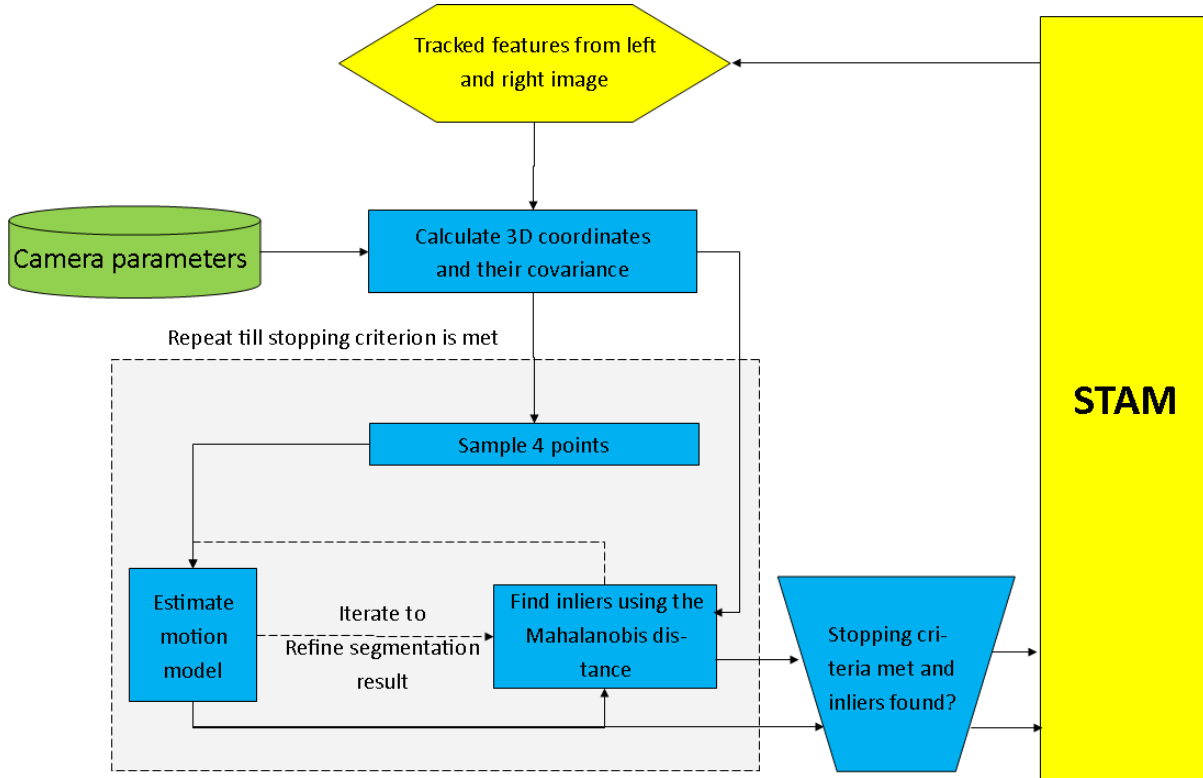 Tracked features from left
and right image
Camera parameters
Calculate 3D coordinates
and their covariance
Repeat till stopping criterion is met
STAM
Sample 4 points
Estimate
motion
model
Iterate to
Refine segmentation
result
Find inliers using the
Mahalanobis dis-
tance
Stopping cri-
teria met and
inliers found?